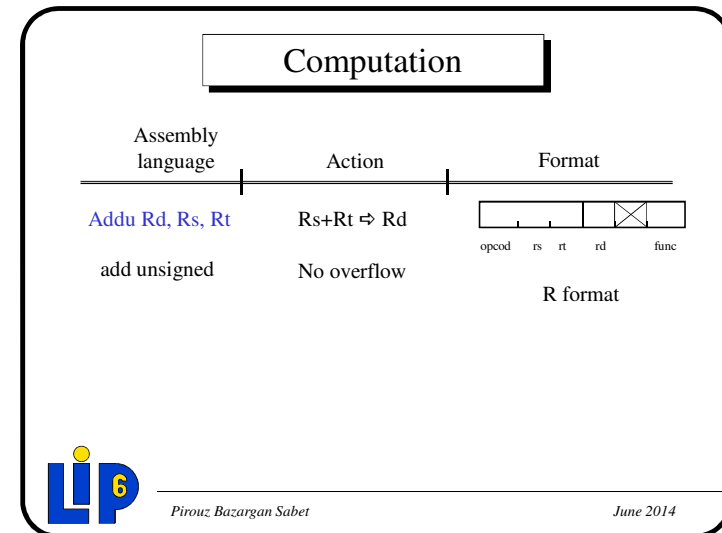 Computation
Assembly
language
Action
Format
Addu Rd, Rs, Rt
Rs+Rt ⇨ Rd
opcod rs rt rd func
add unsigned
No overflow
R format
LIP6
Pirouz Bazargan Sabet
June 2014